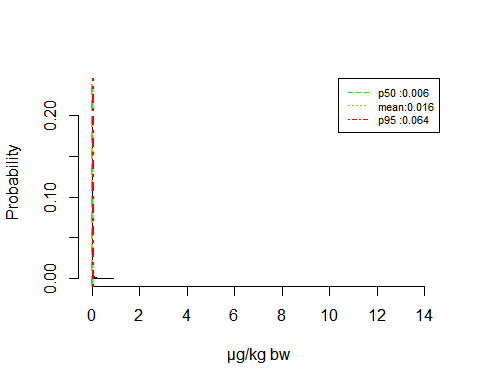 p50 :0.006
mean:0.016
p95 :0.064
Probability
0.20
0.10
0.00
0 2 4 6 8 10 12 14
µg/kg bw